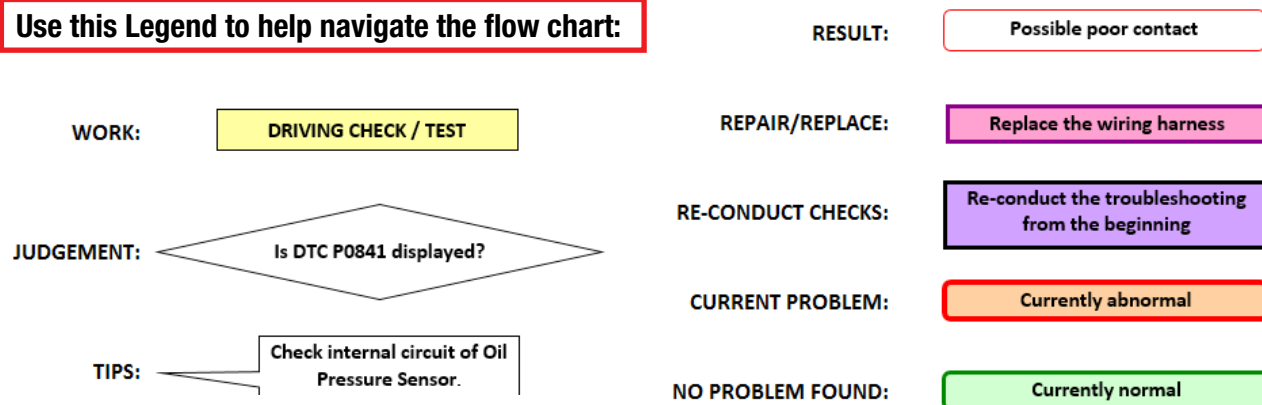 Use this Legend to help navigate the flow chart:
WORK:
DRIVING CHECK / TEST
JUDGEMENT:
Is DTC P0841 displayed?
TIPS:
Check internal circuit of Oil
Pressure Sensor.
RESULT:
Possible poor contact
REPAIR/REPLACE:
Replace the wiring harness
RE-CONDUCT CHECKS:
Re-conduct the troubleshooting
from the beginning
CURRENT PROBLEM:
Currently abnormal
NO PROBLEM FOUND:
Currently normal